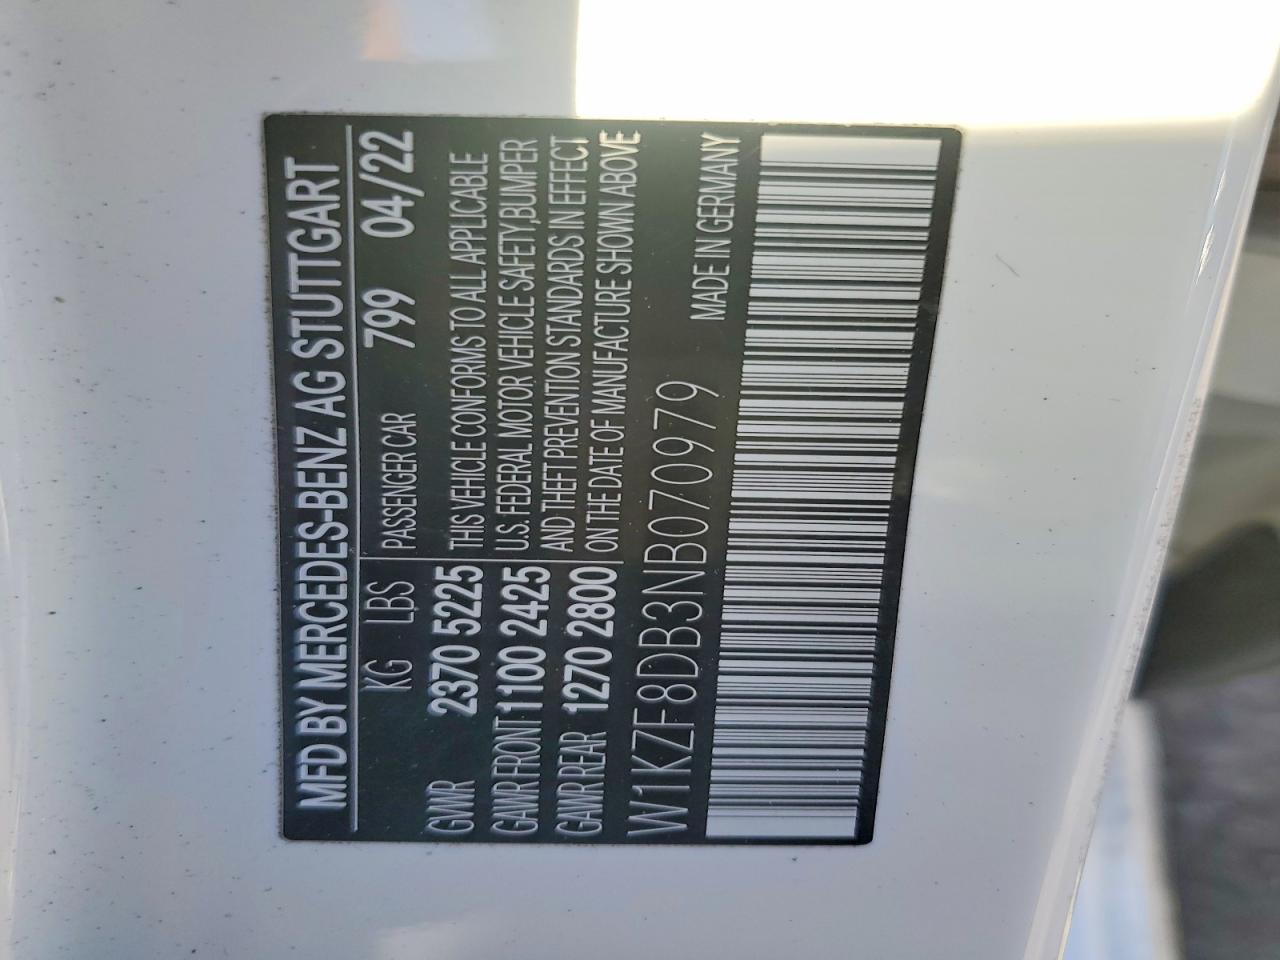 MFD BY MERCEDES-BENZ AG STUTTGART
KG LBS PASSENGER CAR 799 04/22
GWR 2370 5225 THIS VEHICLE CONFORMS TO ALL APPLICABLE
GAWR FRONT 1100 2425 U.S. FEDERAL MOTOR VEHICLE SAFETY,BUMPER
GAWR REAR 1270 2800 AND THEFT PREVENTION STANDARDS IN EFFECT
ON THE DATE OF MANUFACTURE SHOWN ABOVE
W1KZF8DB3NB070979 MADE IN GERMANY